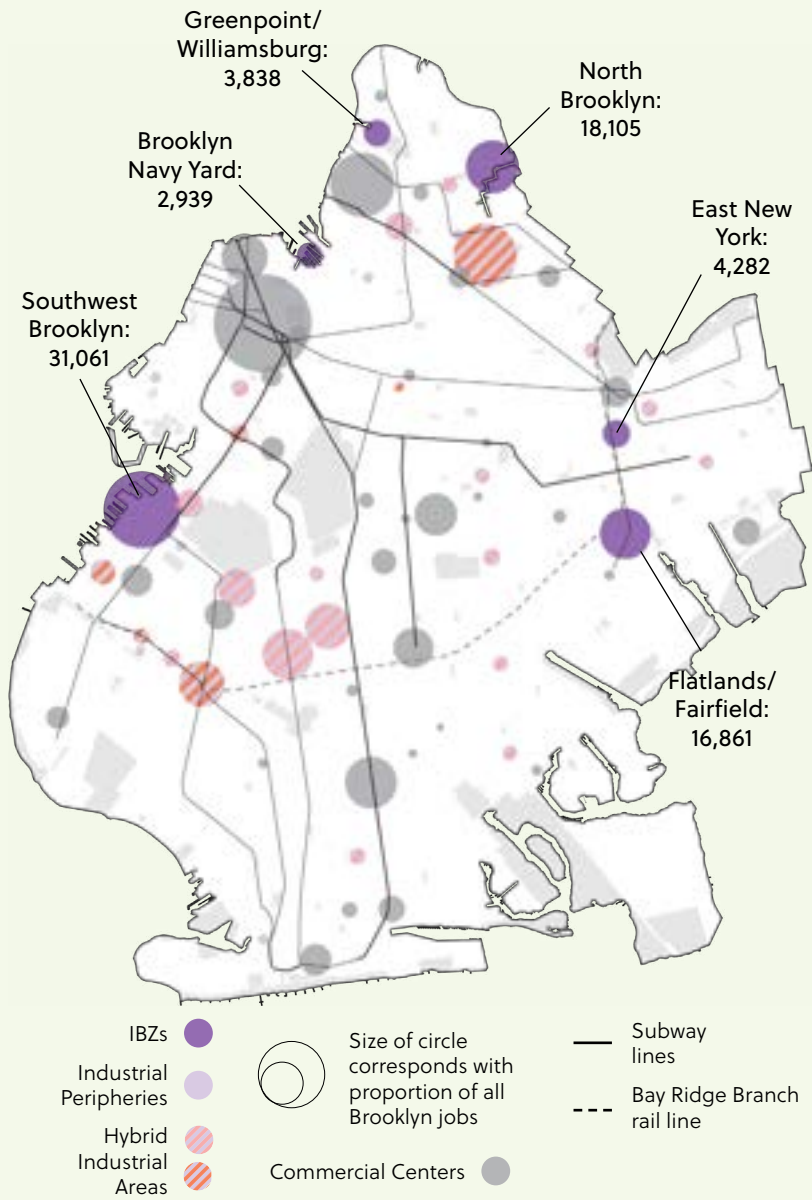 Greenpoint/
Williamsburg:
3,838
North
Brooklyn:
18,105
Brooklyn
Navy Yard:
2,939
East New
York:
4,282
Southwest
Brooklyn:
31,061
Flatlands/
Fairfield:
16,861
IBZs
Industrial
Peripheries
Hybrid
Industrial
Areas
Size of circle
corresponds with
proportion of all
Brooklyn jobs
Commercial Centers
Subway
lines
Bay Ridge Branch
rail line